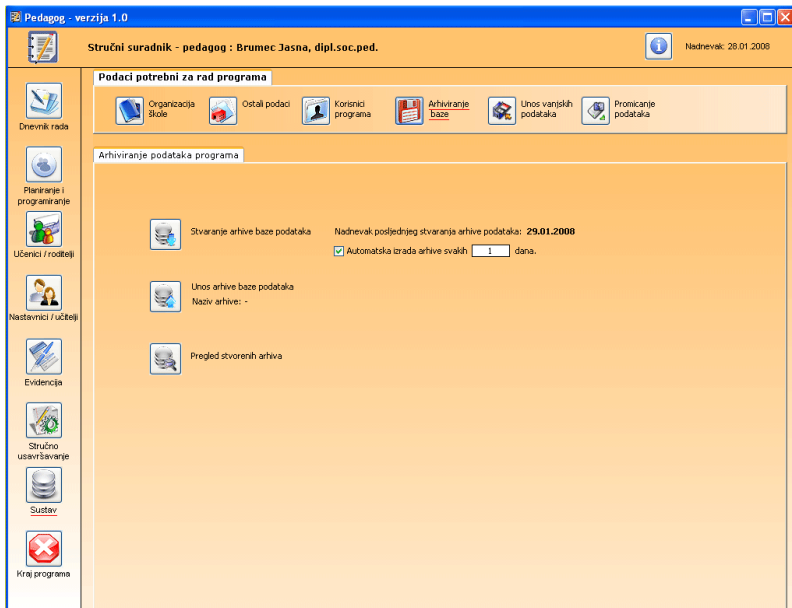 Pedagog - verzija 1.0
Stručni suradnik - pedagog : Brumec Jasna, dipl.soc.ped.
Nadnevak: 28.01.2008
Dnevnik rada
Planiranje i
programiranje
Učenici / roditelji
Nastavnici / učitelji
Evidencija
Stručno
usavršavanje
Sustav
Kraj programa
Podaci potrebni za rad programa
Organizacija
škole
Ostali podaci
Korisnici
programa
Arhiviranje
baze
Unos vanjskih
podataka
Promicanje
podataka
Arhiviranje podataka programa
Stvaranje arhive baze podataka
Nadnevak posljednjeg stvaranja arhive podataka: 29.01.2008
Automatska izrada arhive svakih 1 dana.
Unos arhive baze podataka
Naziv arhive: -
Pregled stvorenih arhiva